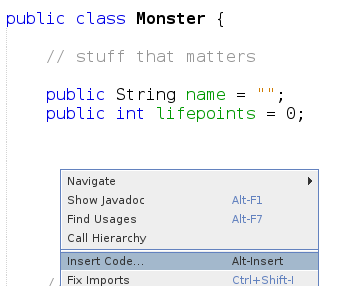 public class Monster {
// stuff that matters
public String name = "";
public int lifepoints = 0;
Navigate
Show Javadoc Alt-F1
Find Usages Alt-F7
Call Hierarchy
Insert Code... Alt-Insert
Fix Imports Ctrl+Shift-I
/